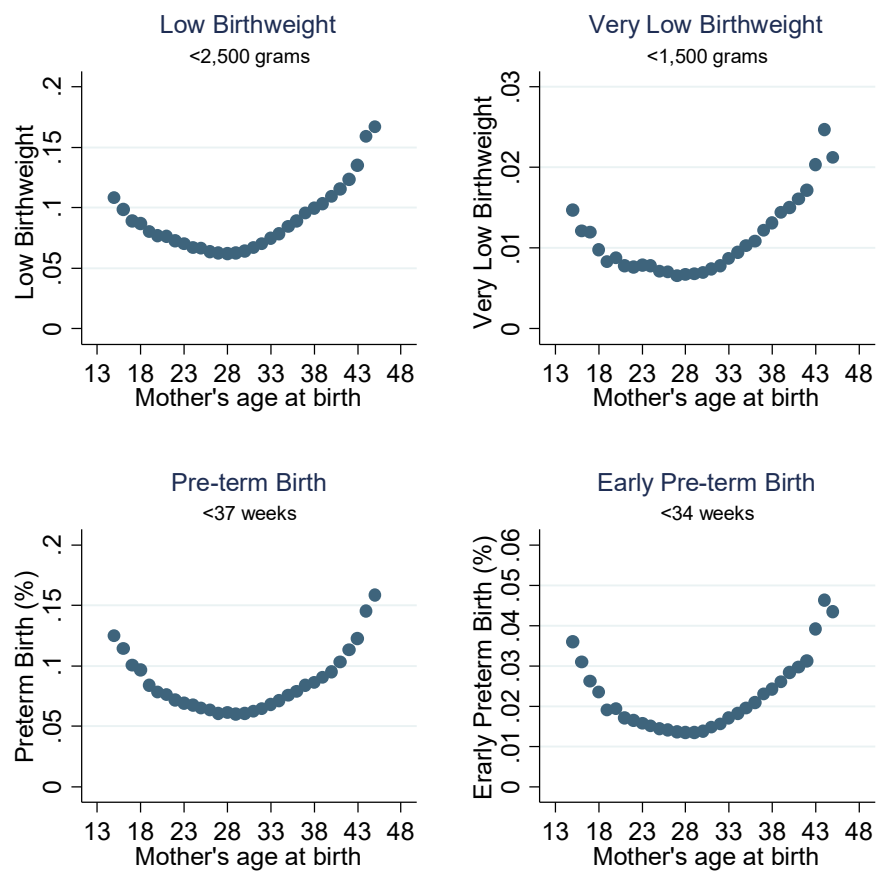 Low Birthweight
<2,500 grams
Low Birthweight
.2
.15
.1
.05
0
13 18 23 28 33 38 43 48
Mother's age at birth
Very Low Birthweight
<1,500 grams
Very Low Birthweight
.03
.02
.01
0
13 18 23 28 33 38 43 48
Mother's age at birth
Pre-term Birth
<37 weeks
Preterm Birth (%)
.2
.15
.1
.05
0
13 18 23 28 33 38 43 48
Mother's age at birth
Early Pre-term Birth
<34 weeks
Erarly Preterm Birth (%)
.06
.05
.04
.03
.02
.01
0
13 18 23 28 33 38 43 48
Mother's age at birth